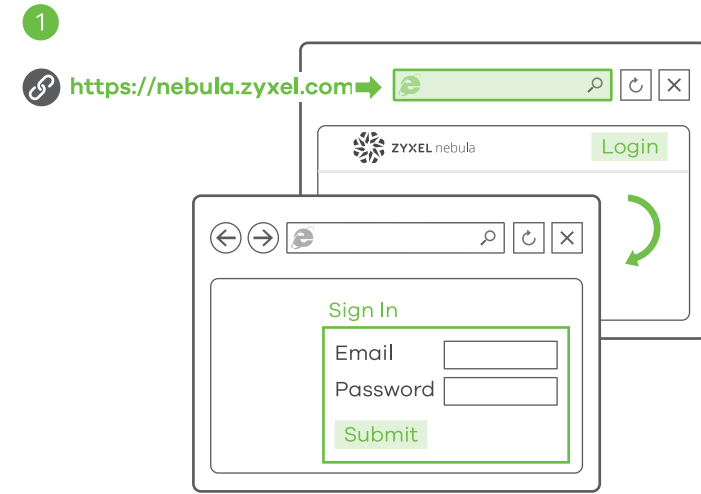 1
https://nebula.zyxel.com
ZYXEL nebula
Login
Sign In
Email
Password
Submit